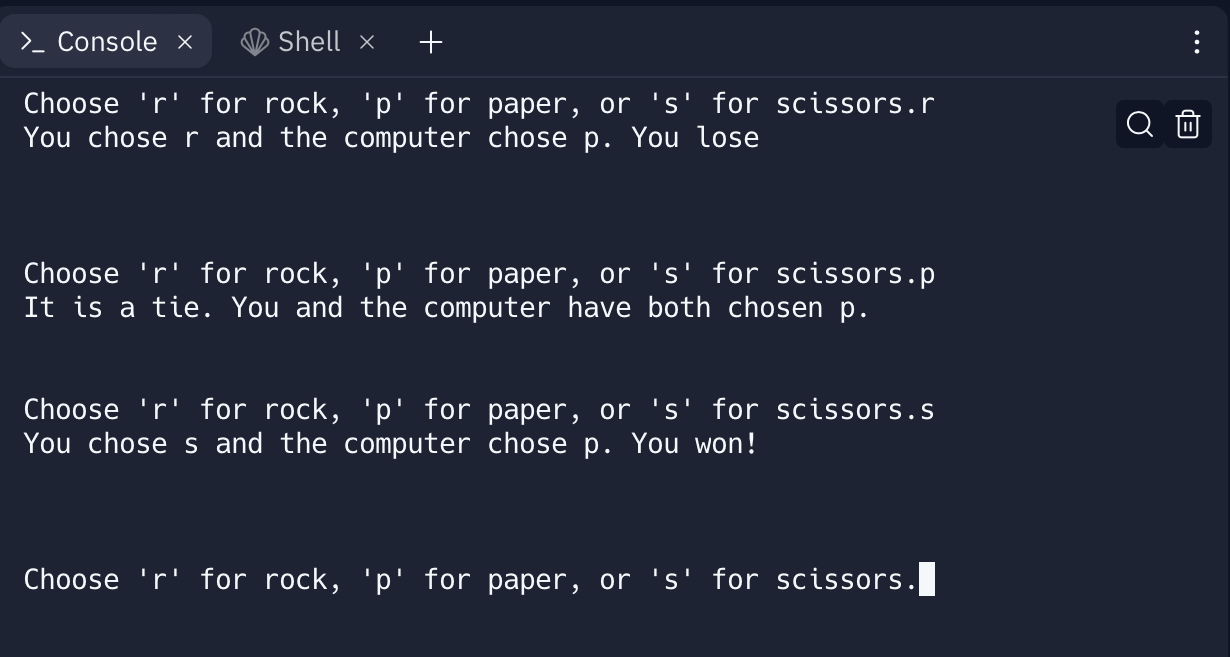 Console
Shell
Choose 'r' for rock, 'p' for paper, or 's' for scissors.r
You chose r and the computer chose p. You lose
Choose 'r' for rock, 'p' for paper, or 's' for scissors.p
It is a tie. You and the computer have both chosen p.
Choose 'r' for rock, 'p' for paper, or 's' for scissors.s
You chose s and the computer chose p. You won!
Choose 'r' for rock, 'p' for paper, or 's' for scissors.